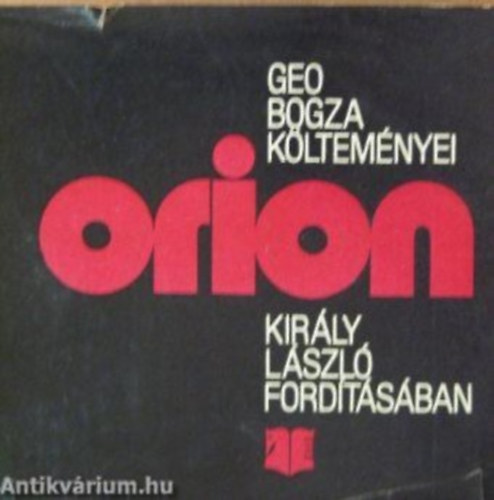 GEO
BOGZA
KÖLTEMÉNYEI
orion
KIRÁLY
LÁSZLÓ
FORDÍTÁSÁBAN
Antikvárium.hu